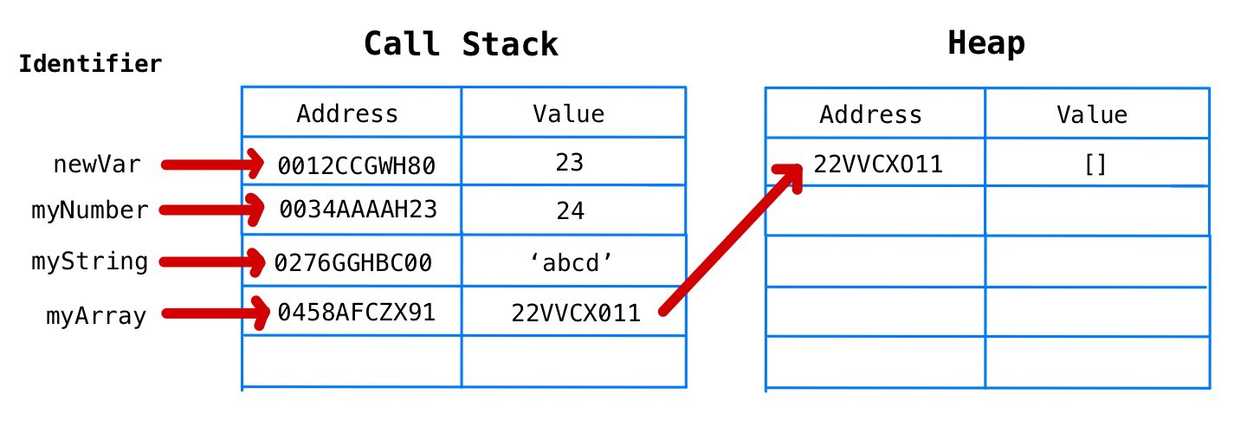 Call Stack
Heap
Identifier
Address Value
Address Value
newVar 0012CCGWH80 23
22VVCXO11 []
myNumber 0034AAAAH23 24
myString 0276GGHBC00 ‘abcd’
myArray 0458AFCZX91 22VVCX011